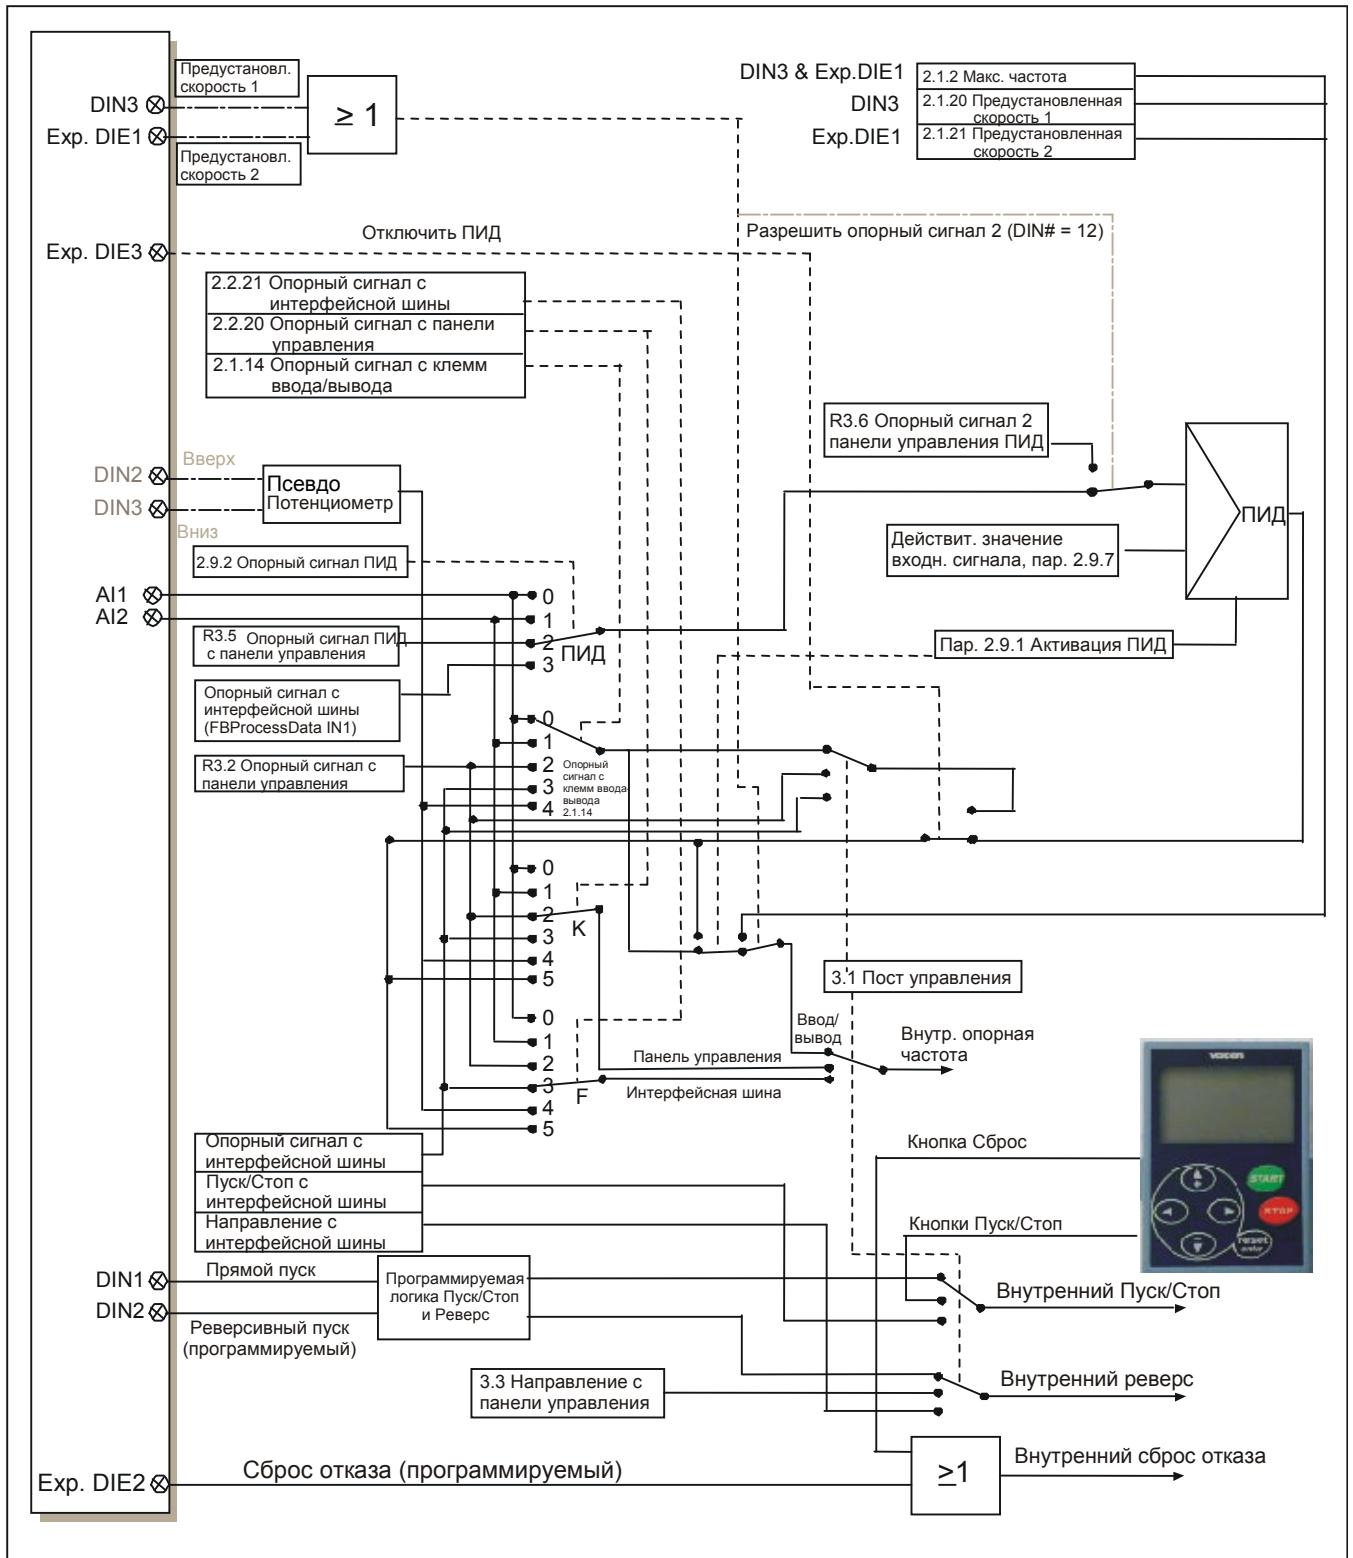 Предустановл.
скорость 1
DIN3
Exp. DIE1
≥ 1
Предустановл.
скорость 2
DIN3 & Exp.DIE1
DIN3
Exp.DIE1
2.1.2 Макс. частота
2.1.20 Предустановленная
скорость 1
2.1.21 Предустановленная
скорость 2
Отключить ПИД
Разрешить опорный сигнал 2 (DIN# = 12)
Exp. DIE3
2.2.21 Опорный сигнал с
интерфейсной шины
2.2.20 Опорный сигнал с панели
управления
2.1.14 Опорный сигнал с клемм
ввода/вывода
R3.6 Опорный сигнал 2
панели управления ПИД
Вверх
DIN2
DIN3
Вниз
Псевдо
Потенциометр
ПИД
Действит. значение
входн. сигнала, пар. 2.9.7
2.9.2 Опорный сигнал ПИД
AI1
AI2
0
1
2
3
ПИД
R3.5 Опорный сигнал ПИД
с панели управления
Пар. 2.9.1 Активация ПИД
Опорный сигнал с
интерфейсной шины
(FBProcessData IN1)
R3.2 Опорный сигнал с
панели управления
0
1
2
3
4
Опорный
сигнал с
клемм ввода-
вывода
2.1.14
0
1
2
3
4
5
K
3.1 Пост управления
0
1
2
3
4
5
F
Ввод/
вывод
Панель управления
Интерфейсная шина
Внутр. опорная
частота
vacon
START
STOP
reset
enter
Опорный сигнал с
интерфейсной шины
Пуск/Стоп с
интерфейсной шины
Направление с
интерфейсной шины
Кнопка Сброс
Кнопки Пуск/Стоп
DIN1
DIN2
Прямой пуск
Реверсивный пуск
(программируемый)
Программируемая
логика Пуск/Стоп
и Реверс
Внутренний Пуск/Стоп
3.3 Направление с
панели управления
Внутренний реверс
Exp. DIE2
Сброс отказа (программируемый)
≥1
Внутренний сброс отказа